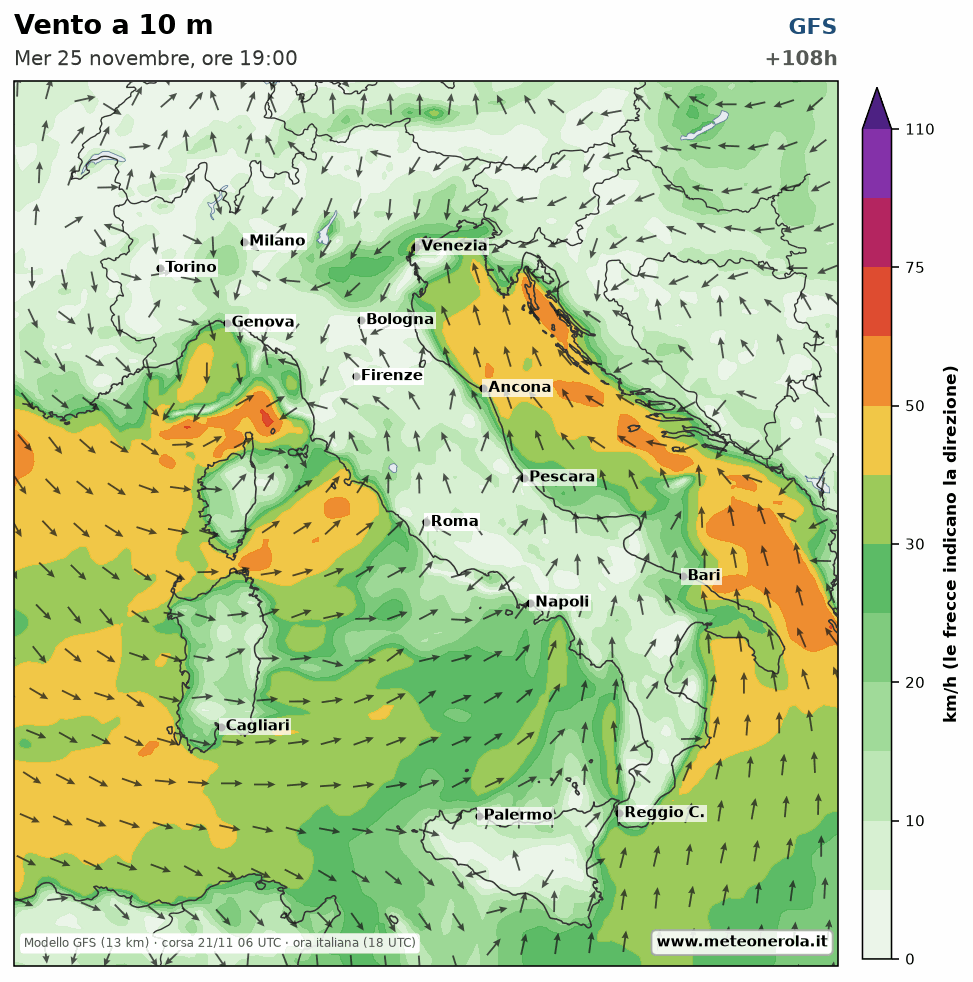 Vento a 10 m
GFS
Mer 25 novembre, ore 19:00
+108h
110
75
50
30
20
10
0
km/h (le frecce indicano la direzione)
Venezia
Milano
Torino
Genova
Bologna
Firenze
Ancona
Pescara
Roma
Bari
Napoli
Cagliari
Palermo
Reggio C.
Modello GFS (13 km) · corsa 21/11 06 UTC · ora italiana (18 UTC)
www.meteonerola.it